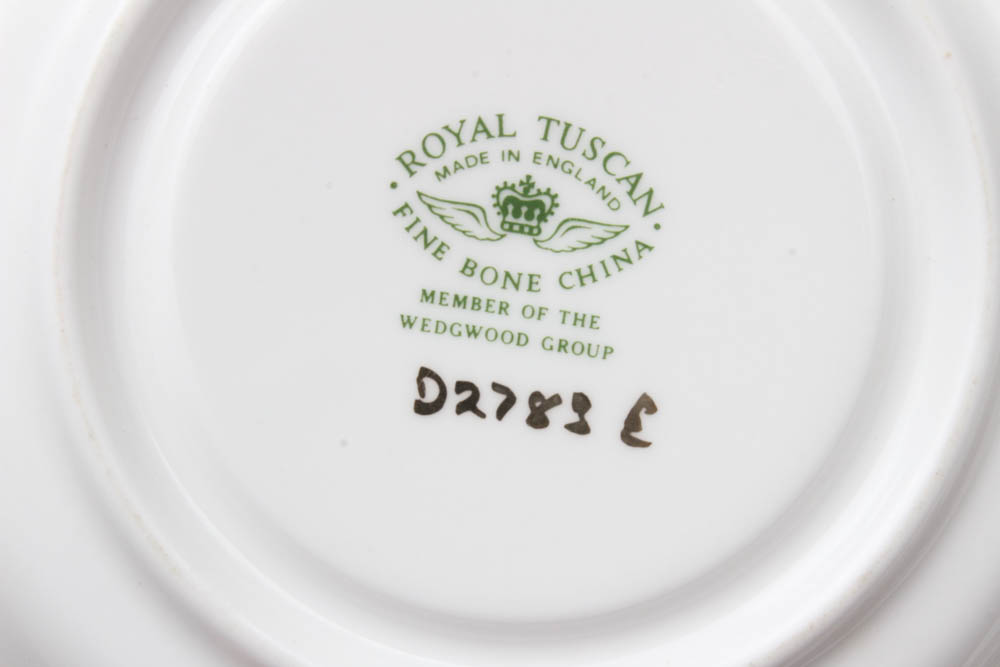 · ROYAL TUSCAN ·
MADE IN ENGLAND
FINE BONE CHINA
MEMBER OF THE
WEDGWOOD GROUP
D2783 E